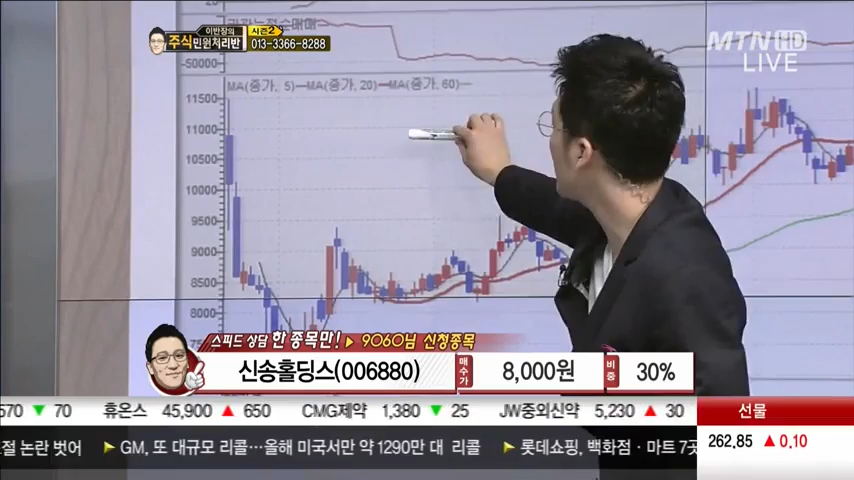 이반장의 시즌2
주식민원처리반
013-3366-8288
MTN HD
LIVE
-50000
MA(종가, 5)—MA(종가, 20)—MA(종가, 60)—
11500
11000
10500
10000
9500
9000
8500
8000
스피드 상담 한 종목만! ▶ 9060님 신청종목
신송홀딩스(006880)
매수가
8,000원
비중
30%
570 ▼ 70 휴온스 45,900 ▲ 650 CMG제약 1,380 ▼ 25 JW중외신약 5,230 ▲ 30
선물
262.85 ▲ 0.10
절 논란 벗어 ▶ GM, 또 대규모 리콜…올해 미국서만 약 1290만 대 리콜 ▶ 롯데쇼핑, 백화점·마트 7곳